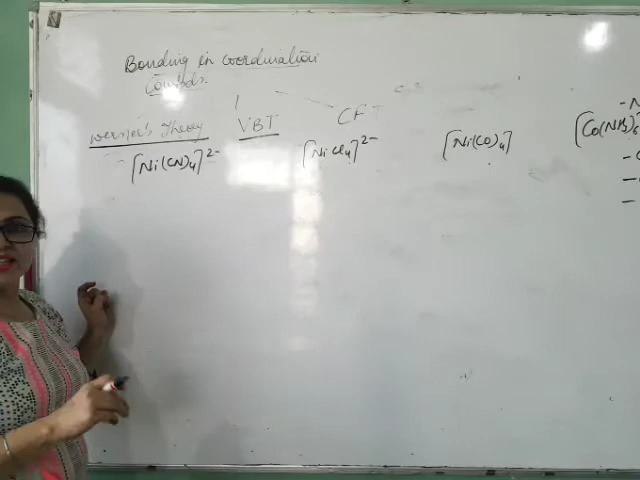 Bonding in coordination
Compds.
Werner's Theory VBT CFT
[Ni(CN)4]2- [NiCl4]2- [Ni(CO)4] [Co(NH3)6